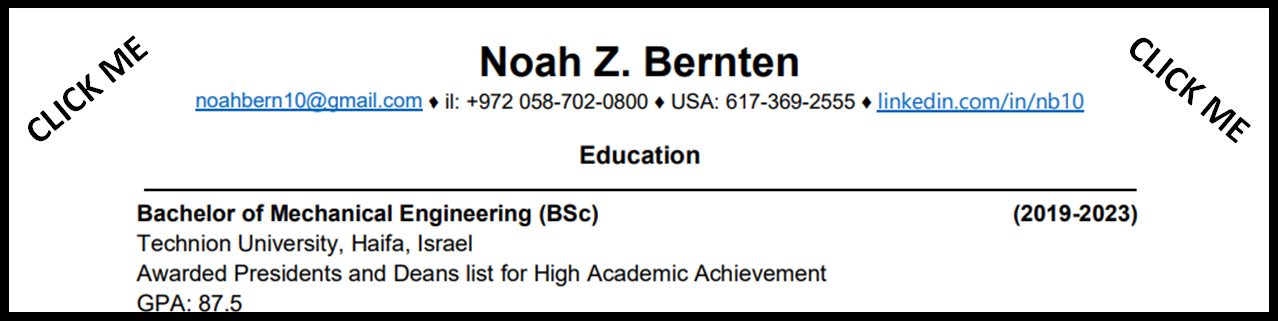 CLICK ME
CLICK ME
Noah Z. Bernten
noahbern10@gmail.com ♦ il: +972 058-702-0800 ♦ USA: 617-369-2555 ♦ linkedin.com/in/nb10
Education
Bachelor of Mechanical Engineering (BSc) (2019-2023)
Technion University, Haifa, Israel
Awarded Presidents and Deans list for High Academic Achievement
GPA: 87.5